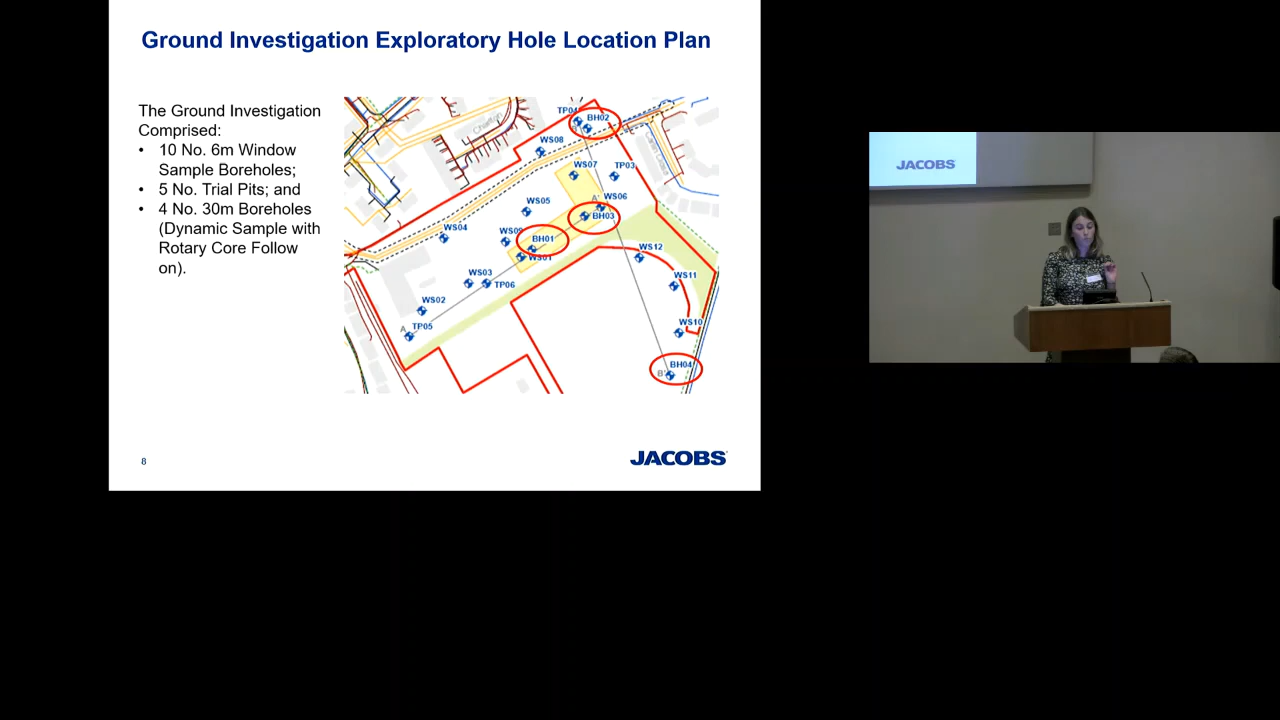 Ground Investigation Exploratory Hole Location Plan
The Ground Investigation
Comprised:
• 10 No. 6m Window
Sample Boreholes;
• 5 No. Trial Pits; and
• 4 No. 30m Boreholes
(Dynamic Sample with
Rotary Core Follow
on).
TP04
BH02
WS08
WS07
TP03
WS06
A'
WS05
BH03
WS04
WS09
BH01
WS01
WS12
WS03
TP06
WS11
WS02
WS10
A
TP05
BH04
B'
8
JACOBS
JACOBS